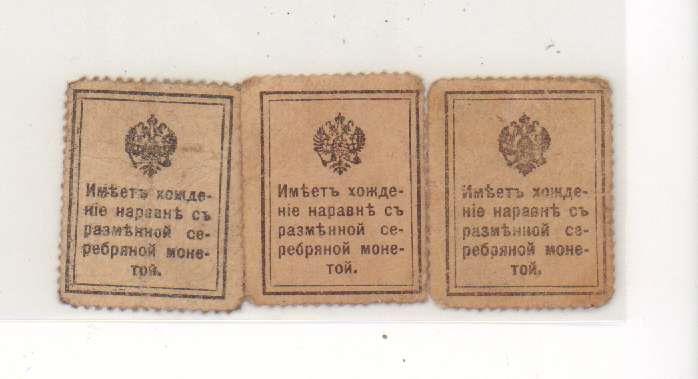 Имѣетъ хожде-
ніе наравнѣ съ
размѣнной се-
ребряной моне-
той.
Имѣетъ хожде-
ніе наравнѣ съ
размѣнной се-
ребряной моне-
той.
Имѣетъ хожде-
ніе наравнѣ съ
размѣнной се-
ребряной моне-
той.